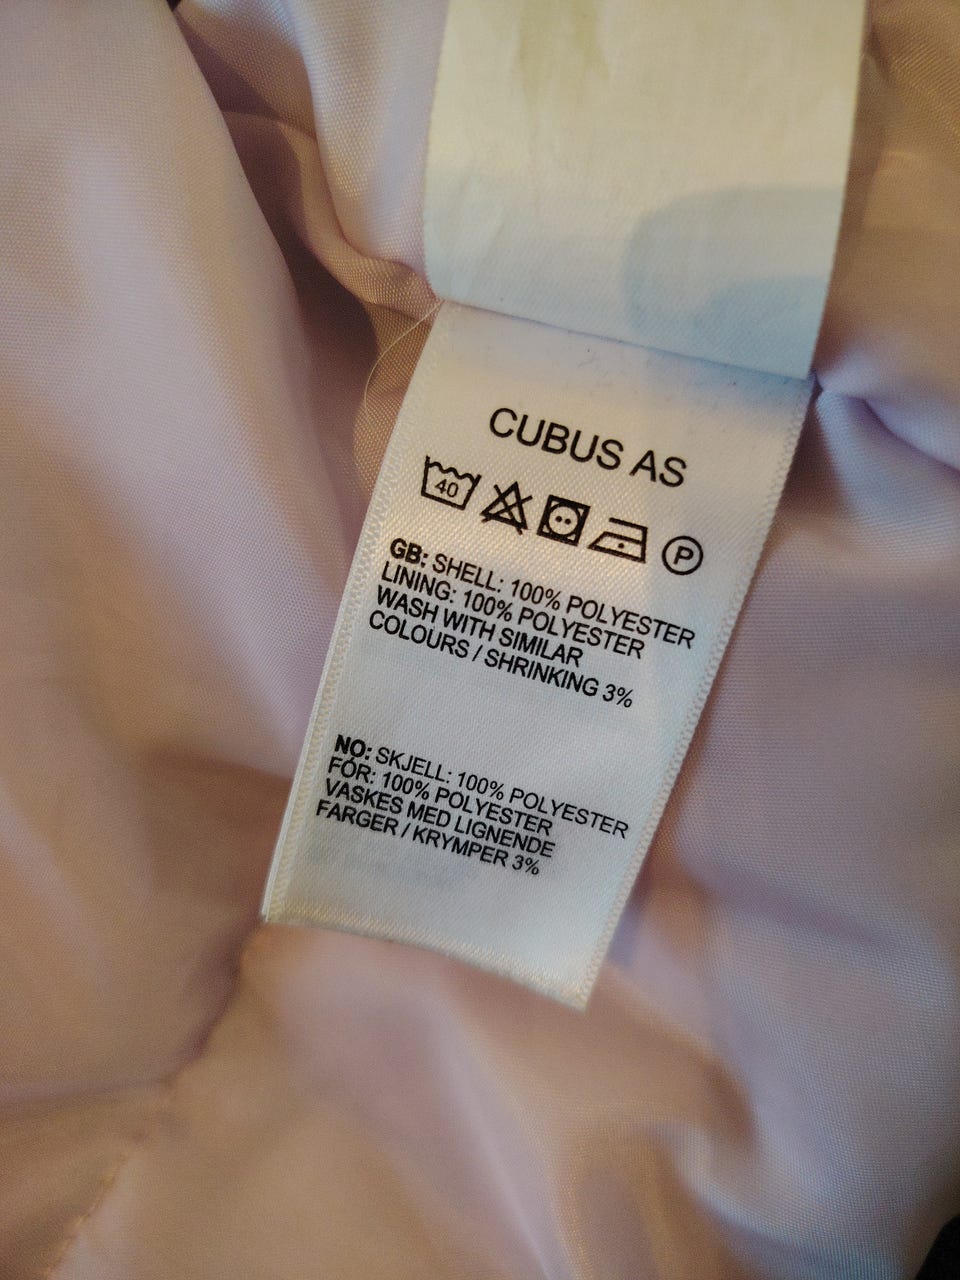 CUBUS AS
40
P
GB: SHELL: 100% POLYESTER
LINING: 100% POLYESTER
WASH WITH SIMILAR
COLOURS / SHRINKING 3%
NO: SKJELL: 100% POLYESTER
FÓR: 100% POLYESTER
VASKES MED LIGNENDE
FARGER / KRYMPER 3%